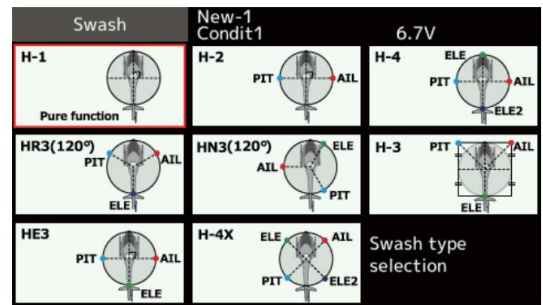 Swash
New-1
Condit1
6.7V
H-1
Pure function
H-2
PIT
AIL
H-4
ELE
PIT
AIL
ELE2
HR3(120°)
PIT
AIL
ELE
HN3(120°)
ELE
AIL
PIT
H-3
PIT
AIL
ELE
HE3
PIT
AIL
ELE
H-4X
ELE
AIL
PIT
ELE2
Swash type
selection